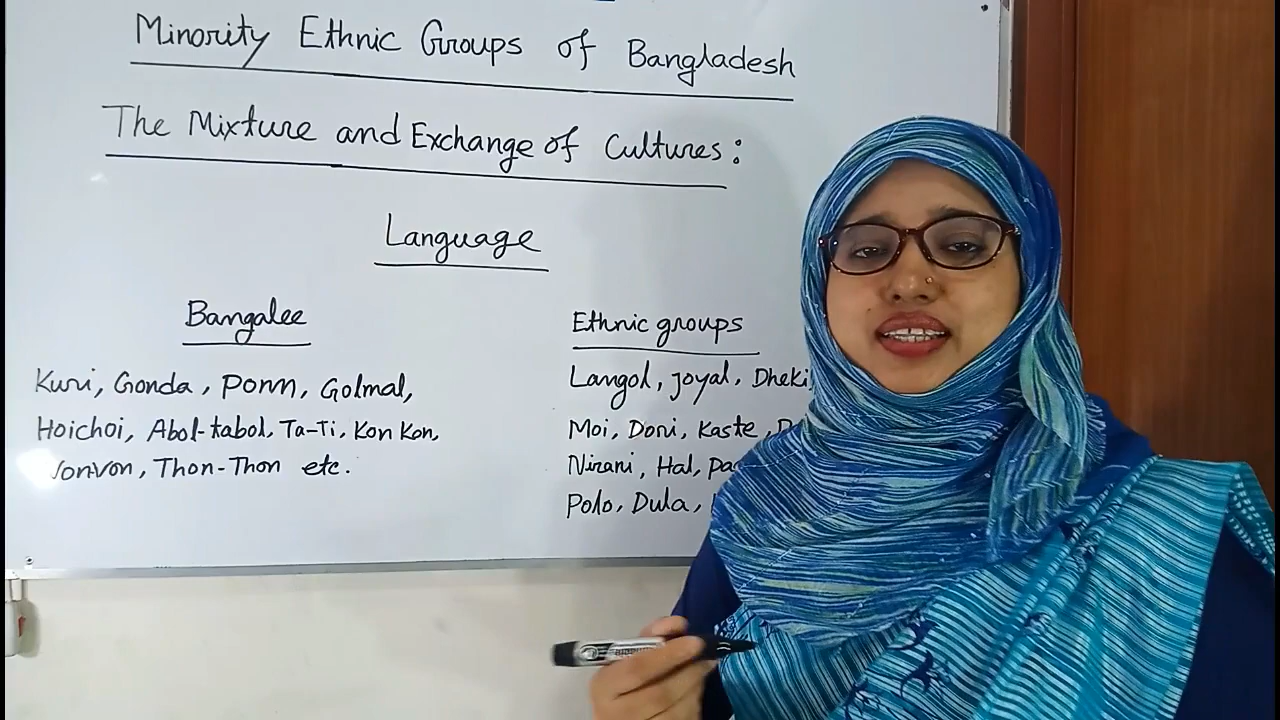 Minority Ethnic Groups of Bangladesh
The Mixture and Exchange of Cultures:
Language
Bangalee
Kuri, Gonda, Ponn, Golmal,
Hoichoi, Abol-tabol, Ta-Ti, Kon Kon,
Thon-Thon etc.
Ethnic groups
Langol, Joyal, Dheki,
Moi, Doni, Kaste,
Nirani, Hal,
Polo, Dula,